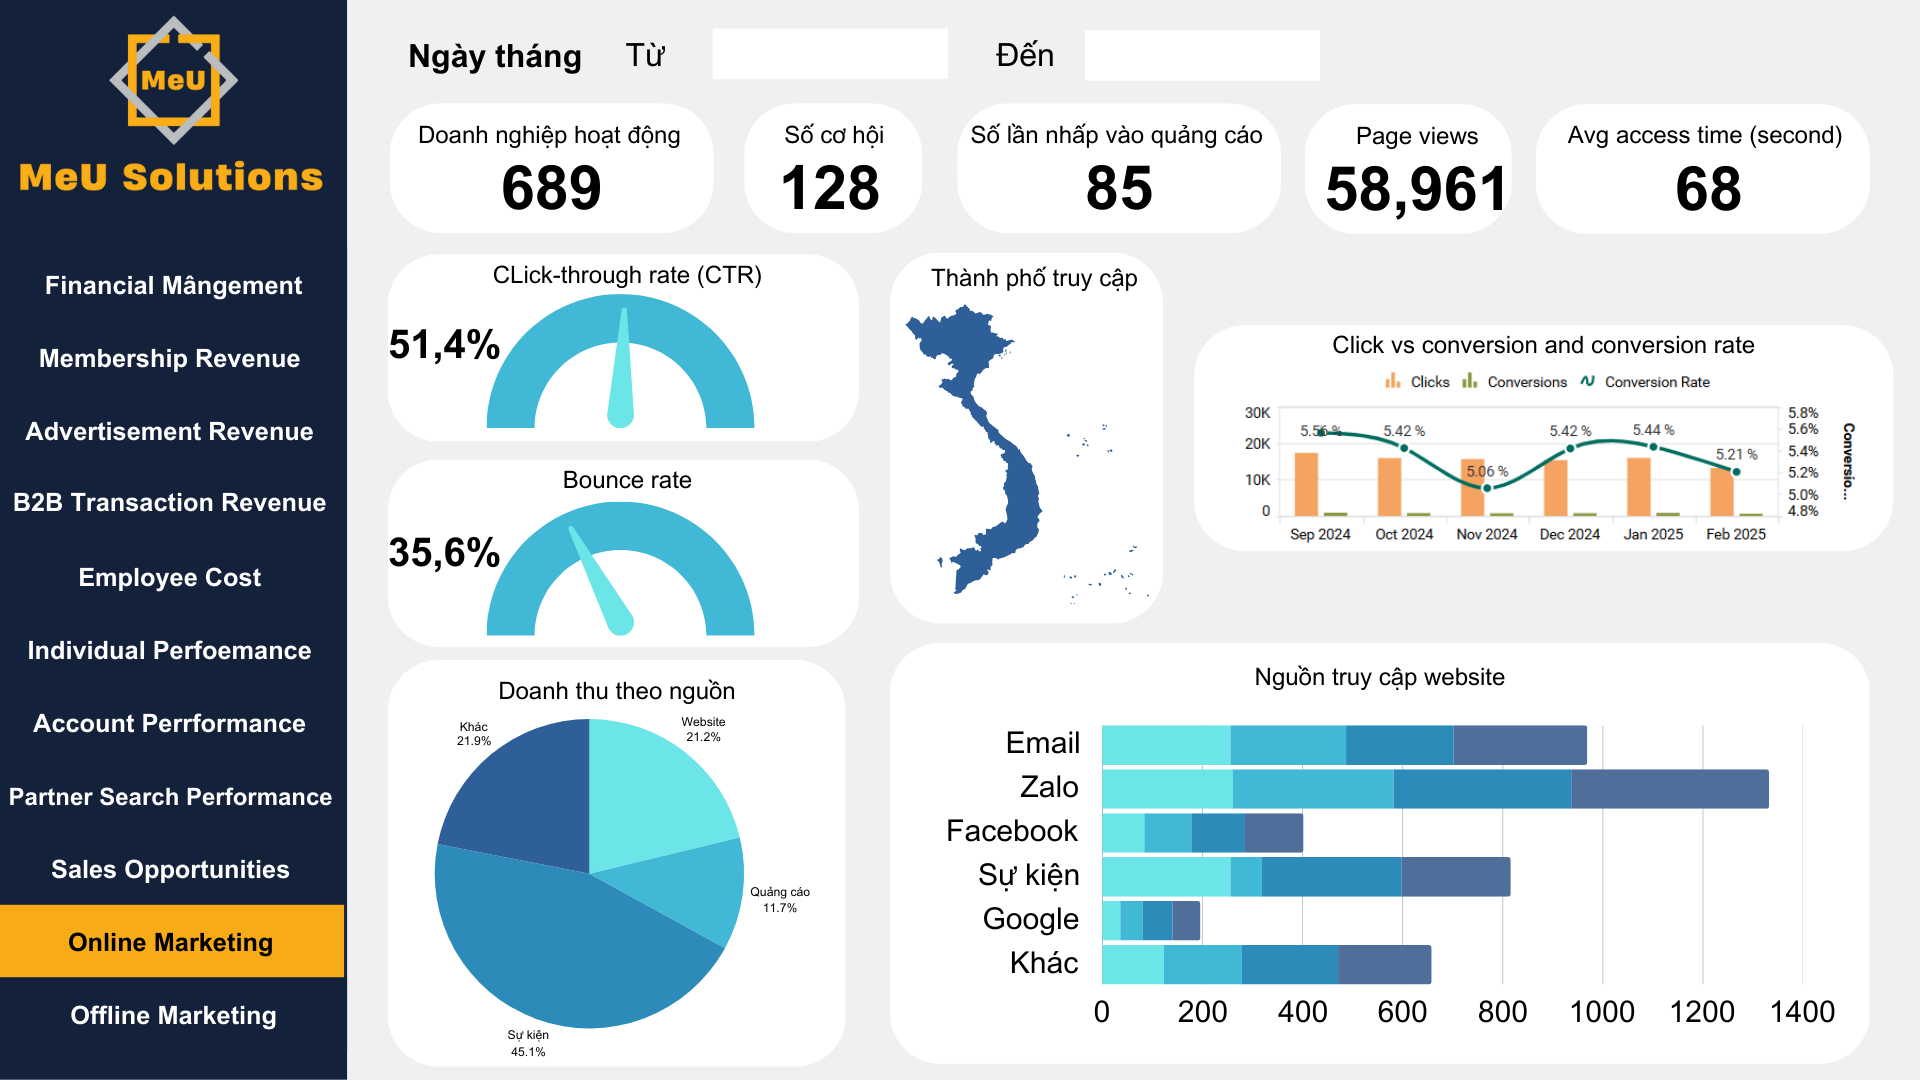 MeU
MeU Solutions
Financial Mângement
Membership Revenue
Advertisement Revenue
B2B Transaction Revenue
Employee Cost
Individual Perfoemance
Account Perrformance
Partner Search Performance
Sales Opportunities
Online Marketing
Offline Marketing
Ngày tháng Từ Đến
Doanh nghiệp hoạt động
689
Số cơ hội
128
Số lần nhấp vào quảng cáo
85
Page views
58,961
Avg access time (second)
68
CLick-through rate (CTR)
51,4%
Bounce rate
35,6%
Thành phố truy cập
Click vs conversion and conversion rate
Clicks Conversions Conversion Rate
30K
20K
10K
0
5.56 %
5.42 %
5.06 %
5.42 %
5.44 %
5.21 %
5.8%
5.6%
5.4%
5.2%
5.0%
4.8%
Conversio...
Sep 2024 Oct 2024 Nov 2024 Dec 2024 Jan 2025 Feb 2025
Doanh thu theo nguồn
Khác
21.9%
Website
21.2%
Quảng cáo
11.7%
Sự kiện
45.1%
Nguồn truy cập website
Email
Zalo
Facebook
Sự kiện
Google
Khác
0 200 400 600 800 1000 1200 1400